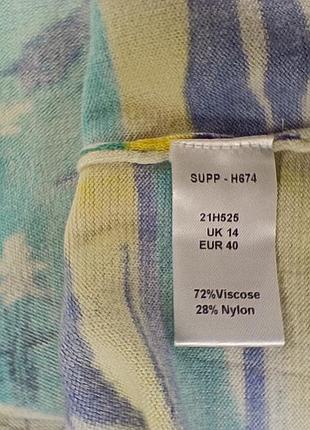 SUPP - H674
21H525
UK 14
EUR 40
72%Viscose
28% Nylon